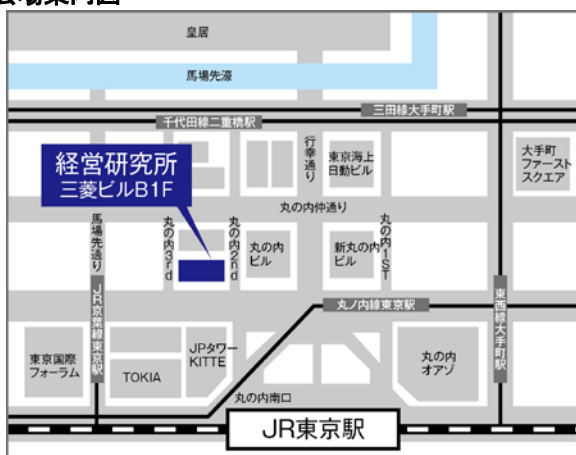 会場案内図
皇居
馬場先濠
三田線大手町駅
千代田線二重橋駅
行幸通り
東京海上
日動ビル
大手町
ファースト
スクエア
経営研究所
三菱ビルB1F
丸の内仲通り
馬場先通り
丸の内3rd
丸の内2nd
丸の内
ビル
新丸の内
ビル
丸の内1ST
JR京葉線東京駅
丸ノ内線東京駅
東西線大手町駅
東京国際
フォーラム
TOKIA
JPタワー
KITTE
丸の内
オアゾ
丸の内南口
JR東京駅